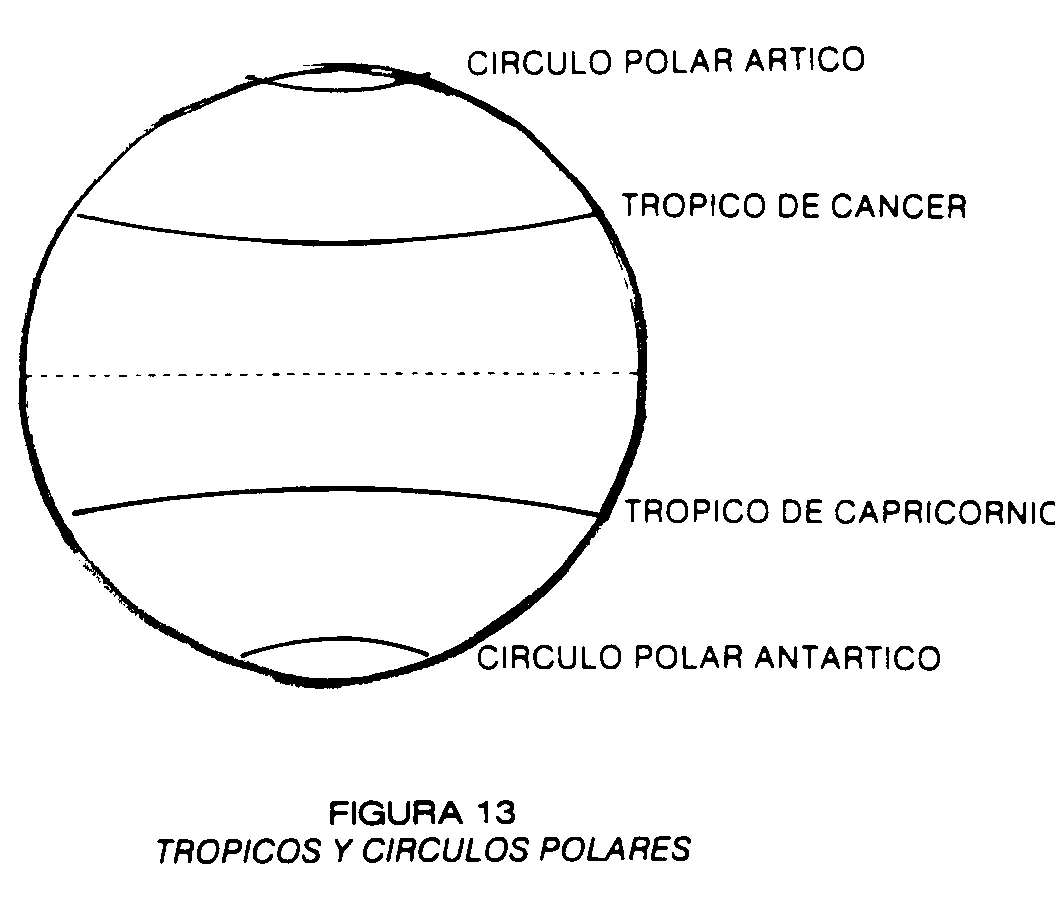 CIRCULO POLAR ARTICO
TROPICO DE CANCER
TROPICO DE CAPRICORNIO
CIRCULO POLAR ANTARTICO
FIGURA 13
TROPICOS Y CIRCULOS POLARES